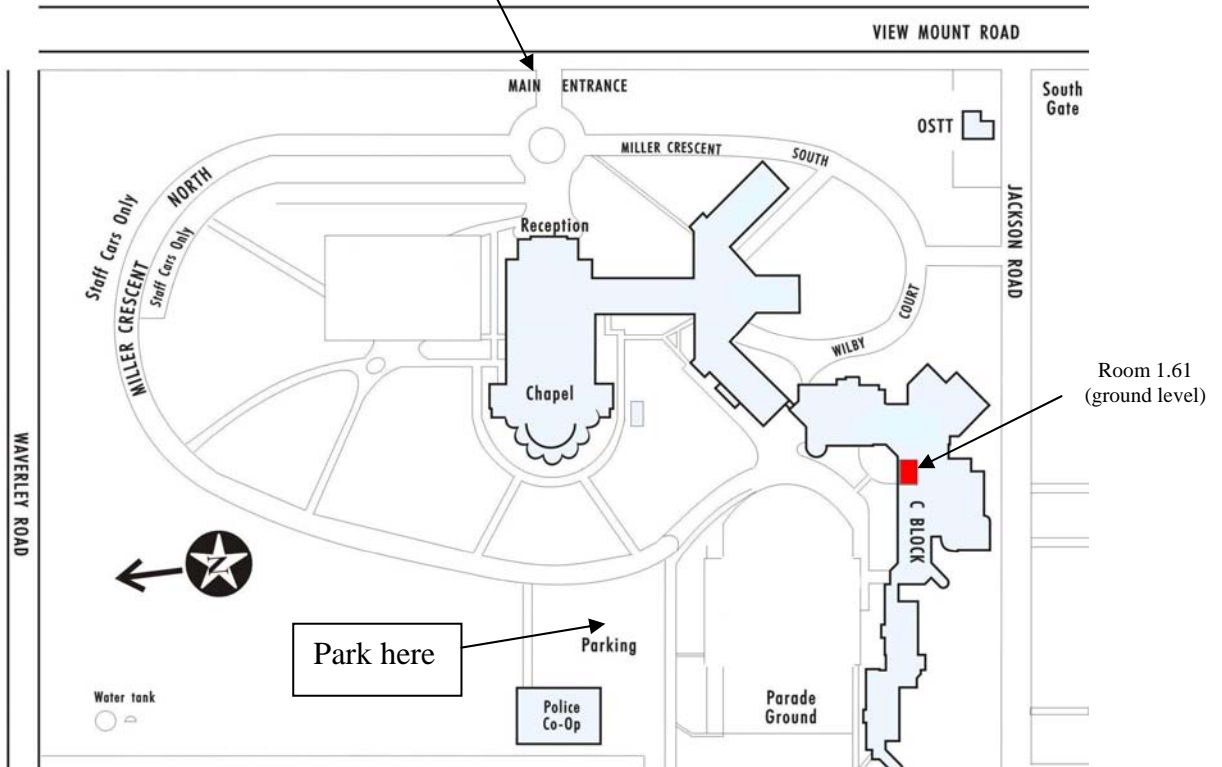 VIEW MOUNT ROAD
MAIN ENTRANCE
South
Gate
OSTT
MILLER CRESCENT SOUTH
NORTH
Staff Cars Only
Staff Cars Only
MILLER CRESCENT
Reception
JACKSON ROAD
COURT
WILBY
Room 1.61
(ground level)
Chapel
WAVERLEY ROAD
C BLOCK
N
Park here
Parking
Water tank
Police
Co-Op
Parade
Ground